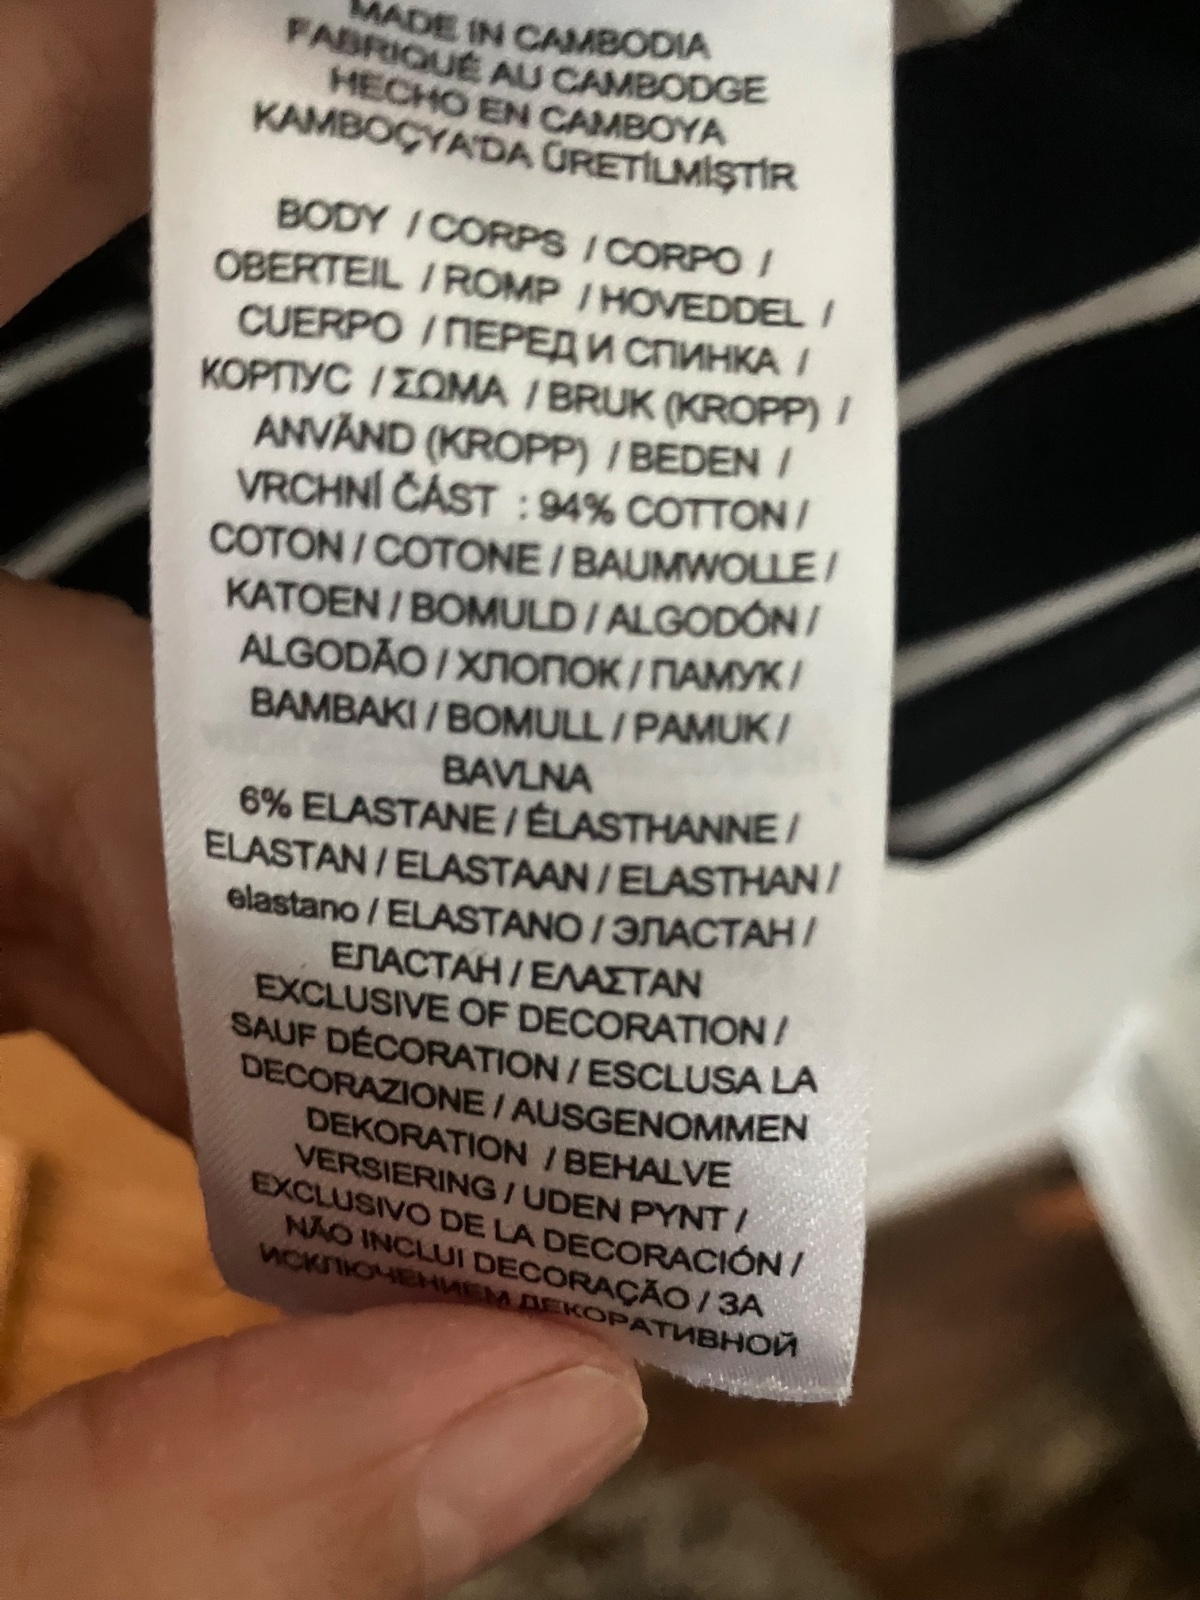 MADE IN CAMBODIA
FABRIQUÉ AU CAMBODGE
HECHO EN CAMBOYA
KAMBOÇYA'DA ÜRETİLMİŞTİR
BODY / CORPS / CORPO /
OBERTEIL / ROMP / HOVEDDEL /
CUERPO / ПЕРЕД И СПИНКА /
КОРПУС / ΣΩΜΑ / BRUK (KROPP) /
ANVÄND (KROPP) / BEDEN /
VRCHNÍ ČÁST : 94% COTTON /
COTON / COTONE / BAUMWOLLE /
KATOEN / BOMULD / ALGODÓN /
ALGODÃO / ХЛОПОК / ПАМУК /
BAMBAKI / BOMULL / PAMUK /
BAVLNA
6% ELASTANE / ÉLASTHANNE /
ELASTAN / ELASTAAN / ELASTHAN /
elastano / ELASTANO / ЭЛАСТАН /
ЕЛАСТАН / ΕΛΑΣΤΑΝ
EXCLUSIVE OF DECORATION /
SAUF DÉCORATION / ESCLUSA LA
DECORAZIONE / AUSGENOMMEN
DEKORATION / BEHALVE
VERSIERING / UDEN PYNT /
EXCLUSIVO DE LA DECORACIÓN /
NÃO INCLUI DECORAÇÃO / ЗА
ИСКЛЮЧЕНИЕМ ДЕКОРАТИВНОЙ